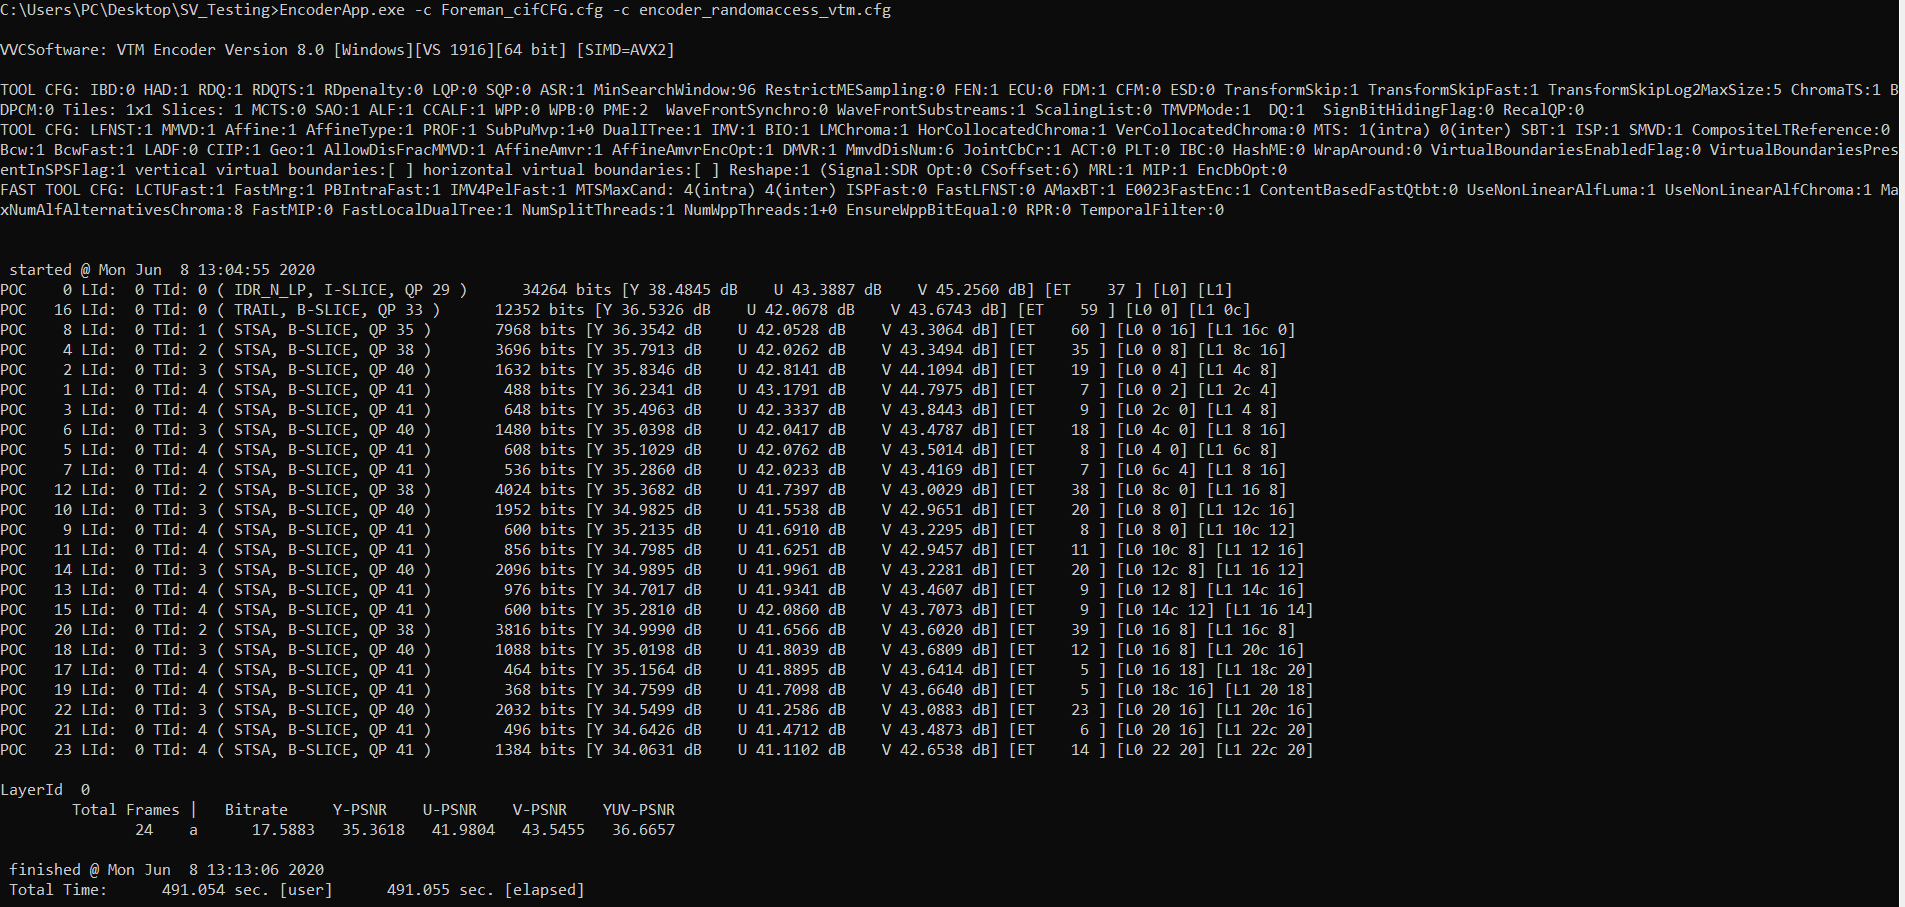 C:\Users\PC\Desktop\SV_Testing>EncoderApp.exe -c Foreman_cifCFG.cfg -c encoder_randomaccess_vtm.cfg
VVCSoftware: VTM Encoder Version 8.0 [Windows][VS 1916][64 bit] [SIMD=AVX2]
TOOL CFG: IBD:0 HAD:1 RDQ:1 RDQTS:1 RDpenalty:0 LQP:0 SQP:0 ASR:1 MinSearchWindow:96 RestrictMESampling:0 FEN:1 ECU:0 FDM:1 CFM:0 ESD:0 TransformSkip:1 TransformSkipFast:1 TransformSkipLog2MaxSize:5 ChromaTS:1 B
DPCM:0 Tiles: 1x1 Slices: 1 MCTS:0 SAO:1 ALF:1 CCALF:1 WPP:0 WPB:0 PME:2  WaveFrontSynchro:0 WaveFrontSubstreams:1 ScalingList:0 TMVPMode:1  DQ:1  SignBitHidingFlag:0 RecalQP:0
TOOL CFG: LFNST:1 MMVD:1 Affine:1 AffineType:1 PROF:1 SubPuMvp:1+0 DualITree:1 IMV:1 BIO:1 LMChroma:1 HorCollocatedChroma:1 VerCollocatedChroma:0 MTS: 1(intra) 0(inter) SBT:1 ISP:1 SMVD:1 CompositeLTReference:0
Bcw:1 BcwFast:1 LADF:0 CIIP:1 Geo:1 AllowDisFracMMVD:1 AffineAmvr:1 AffineAmvrEncOpt:1 DMVR:1 MmvdDisNum:6 JointCbCr:1 ACT:0 PLT:0 IBC:0 HashME:0 WrapAround:0 VirtualBoundariesEnabledFlag:0 VirtualBoundariesPres
entInSPSFlag:1 vertical virtual boundaries:[ ] horizontal virtual boundaries:[ ] Reshape:1 (Signal:SDR Opt:0 CSoffset:6) MRL:1 MIP:1 EncDbOpt:0
FAST TOOL CFG: LCTUFast:1 FastMrg:1 PBIntraFast:1 IMV4PelFast:1 MTSMaxCand: 4(intra) 4(inter) ISPFast:0 FastLFNST:0 AMaxBT:1 E0023FastEnc:1 ContentBasedFastQtbt:0 UseNonLinearAlfLuma:1 UseNonLinearAlfChroma:1 Ma
xNumAlfAlternativesChroma:8 FastMIP:0 FastLocalDualTree:1 NumSplitThreads:1 NumWppThreads:1+0 EnsureWppBitEqual:0 RPR:0 TemporalFilter:0
started @ Mon Jun  8 13:04:55 2020
POC    0 LId:  0 TId: 0 ( IDR_N_LP, I-SLICE, QP 29 )      34264 bits [Y 38.4845 dB    U 43.3887 dB    V 45.2560 dB] [ET    37 ] [L0] [L1]
POC   16 LId:  0 TId: 0 ( TRAIL, B-SLICE, QP 33 )      12352 bits [Y 36.5326 dB    U 42.0678 dB    V 43.6743 dB] [ET    59 ] [L0 0] [L1 0c]
POC    8 LId:  0 TId: 1 ( STSA, B-SLICE, QP 35 )       7968 bits [Y 36.3542 dB    U 42.0528 dB    V 43.3064 dB] [ET    60 ] [L0 0 16] [L1 16c 0]
POC    4 LId:  0 TId: 2 ( STSA, B-SLICE, QP 38 )       3696 bits [Y 35.7913 dB    U 42.0262 dB    V 43.3494 dB] [ET    35 ] [L0 0 8] [L1 8c 16]
POC    2 LId:  0 TId: 3 ( STSA, B-SLICE, QP 40 )       1632 bits [Y 35.8346 dB    U 42.8141 dB    V 44.1094 dB] [ET    19 ] [L0 0 4] [L1 4c 8]
POC    1 LId:  0 TId: 4 ( STSA, B-SLICE, QP 41 )        488 bits [Y 36.2341 dB    U 43.1791 dB    V 44.7975 dB] [ET     7 ] [L0 0 2] [L1 2c 4]
POC    3 LId:  0 TId: 4 ( STSA, B-SLICE, QP 41 )        648 bits [Y 35.4963 dB    U 42.3337 dB    V 43.8443 dB] [ET     9 ] [L0 2c 0] [L1 4 8]
POC    6 LId:  0 TId: 3 ( STSA, B-SLICE, QP 40 )       1480 bits [Y 35.0398 dB    U 42.0417 dB    V 43.4787 dB] [ET    18 ] [L0 4c 0] [L1 8 16]
POC    5 LId:  0 TId: 4 ( STSA, B-SLICE, QP 41 )        608 bits [Y 35.1029 dB    U 42.0762 dB    V 43.5014 dB] [ET     8 ] [L0 4 0] [L1 6c 8]
POC    7 LId:  0 TId: 4 ( STSA, B-SLICE, QP 41 )        536 bits [Y 35.2860 dB    U 42.0233 dB    V 43.4169 dB] [ET     7 ] [L0 6c 4] [L1 8 16]
POC   12 LId:  0 TId: 2 ( STSA, B-SLICE, QP 38 )       4024 bits [Y 35.3682 dB    U 41.7397 dB    V 43.0029 dB] [ET    38 ] [L0 8c 0] [L1 16 8]
POC   10 LId:  0 TId: 3 ( STSA, B-SLICE, QP 40 )       1952 bits [Y 34.9825 dB    U 41.5538 dB    V 42.9651 dB] [ET    20 ] [L0 8 0] [L1 12c 16]
POC    9 LId:  0 TId: 4 ( STSA, B-SLICE, QP 41 )        600 bits [Y 35.2135 dB    U 41.6910 dB    V 43.2295 dB] [ET     8 ] [L0 8 0] [L1 10c 12]
POC   11 LId:  0 TId: 4 ( STSA, B-SLICE, QP 41 )        856 bits [Y 34.7985 dB    U 41.6251 dB    V 42.9457 dB] [ET    11 ] [L0 10c 8] [L1 12 16]
POC   14 LId:  0 TId: 3 ( STSA, B-SLICE, QP 40 )       2096 bits [Y 34.9895 dB    U 41.9961 dB    V 43.2281 dB] [ET    20 ] [L0 12c 8] [L1 16 12]
POC   13 LId:  0 TId: 4 ( STSA, B-SLICE, QP 41 )        976 bits [Y 34.7017 dB    U 41.9341 dB    V 43.4607 dB] [ET     9 ] [L0 12 8] [L1 14c 16]
POC   15 LId:  0 TId: 4 ( STSA, B-SLICE, QP 41 )        600 bits [Y 35.2810 dB    U 42.0860 dB    V 43.7073 dB] [ET     9 ] [L0 14c 12] [L1 16 14]
POC   20 LId:  0 TId: 2 ( STSA, B-SLICE, QP 38 )       3816 bits [Y 34.9990 dB    U 41.6566 dB    V 43.6020 dB] [ET    39 ] [L0 16 8] [L1 16c 8]
POC   18 LId:  0 TId: 3 ( STSA, B-SLICE, QP 40 )       1088 bits [Y 35.0198 dB    U 41.8039 dB    V 43.6809 dB] [ET    12 ] [L0 16 8] [L1 20c 16]
POC   17 LId:  0 TId: 4 ( STSA, B-SLICE, QP 41 )        464 bits [Y 35.1564 dB    U 41.8895 dB    V 43.6414 dB] [ET     5 ] [L0 16 18] [L1 18c 20]
POC   19 LId:  0 TId: 4 ( STSA, B-SLICE, QP 41 )        368 bits [Y 34.7599 dB    U 41.7098 dB    V 43.6640 dB] [ET     5 ] [L0 18c 16] [L1 20 18]
POC   22 LId:  0 TId: 3 ( STSA, B-SLICE, QP 40 )       2032 bits [Y 34.5499 dB    U 41.2586 dB    V 43.0883 dB] [ET    23 ] [L0 20 16] [L1 20c 16]
POC   21 LId:  0 TId: 4 ( STSA, B-SLICE, QP 41 )        496 bits [Y 34.6426 dB    U 41.4712 dB    V 43.4873 dB] [ET     6 ] [L0 20 16] [L1 22c 20]
POC   23 LId:  0 TId: 4 ( STSA, B-SLICE, QP 41 )       1384 bits [Y 34.0631 dB    U 41.1102 dB    V 42.6538 dB] [ET    14 ] [L0 22 20] [L1 22c 20]
LayerId  0
Total Frames |   Bitrate     Y-PSNR    U-PSNR    V-PSNR    YUV-PSNR
24    a      17.5883   35.3618   41.9804   43.5455   36.6657
finished @ Mon Jun  8 13:13:06 2020
Total Time:      491.054 sec. [user]      491.055 sec. [elapsed]